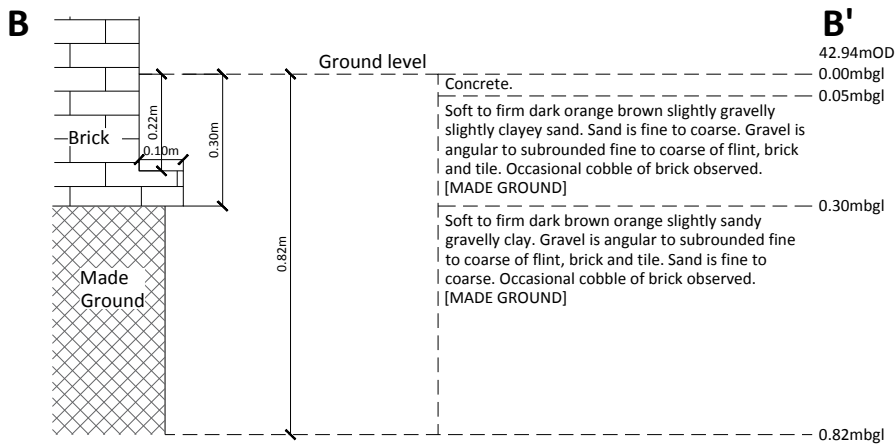 B
B'
42.94mOD
Ground level
0.00mbgl
Concrete.
0.05mbgl
Soft to firm dark orange brown slightly gravelly
slightly clayey sand. Sand is fine to coarse. Gravel is
angular to subrounded fine to coarse of flint, brick
and tile. Occasional cobble of brick observed.
[MADE GROUND]
0.22m
Brick
0.10m
0.30m
0.30mbgl
Soft to firm dark brown orange slightly sandy
gravelly clay. Gravel is angular to subrounded fine
to coarse of flint, brick and tile. Sand is fine to
coarse. Occasional cobble of brick observed.
[MADE GROUND]
0.82m
Made
Ground
0.82mbgl